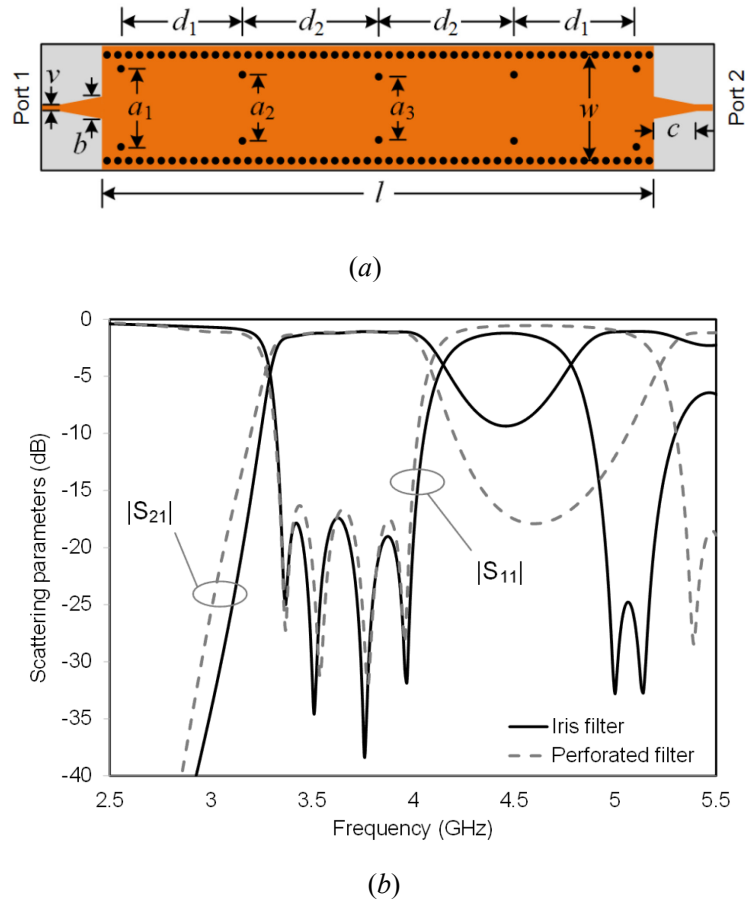 d1 d2 d2 d1
Port 1
v
b
a1
a2
a3
w
c
Port 2
l
(a)
0
-5
-10
-15
-20
-25
-30
-35
-40
Scattering parameters (dB)
|S21|
|S11|
Iris filter
Perforated filter
2.5 3 3.5 4 4.5 5 5.5
Frequency (GHz)
(b)